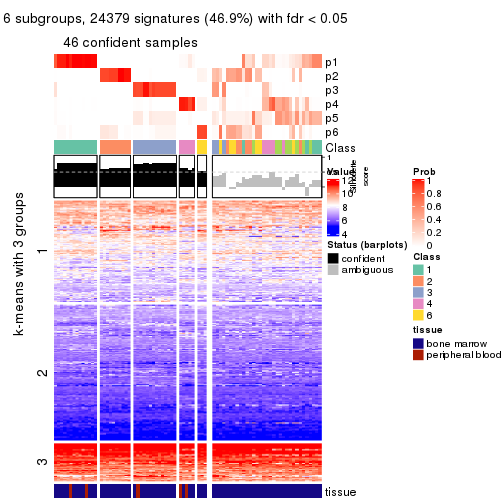 6 subgroups, 24379 signatures (46.9%) with fdr < 0.05
46 confident samples
p1
p2
p3
p4
p5
p6
Class
1
Silhouette
score
Value
12
10
8
6
4
Status (barplots)
confident
ambiguous
Prob
1
0.8
0.6
0.4
0.2
0
Class
1
2
3
4
6
tissue
bone marrow
peripheral blood
k-means with 3 groups
1
2
3
tissue